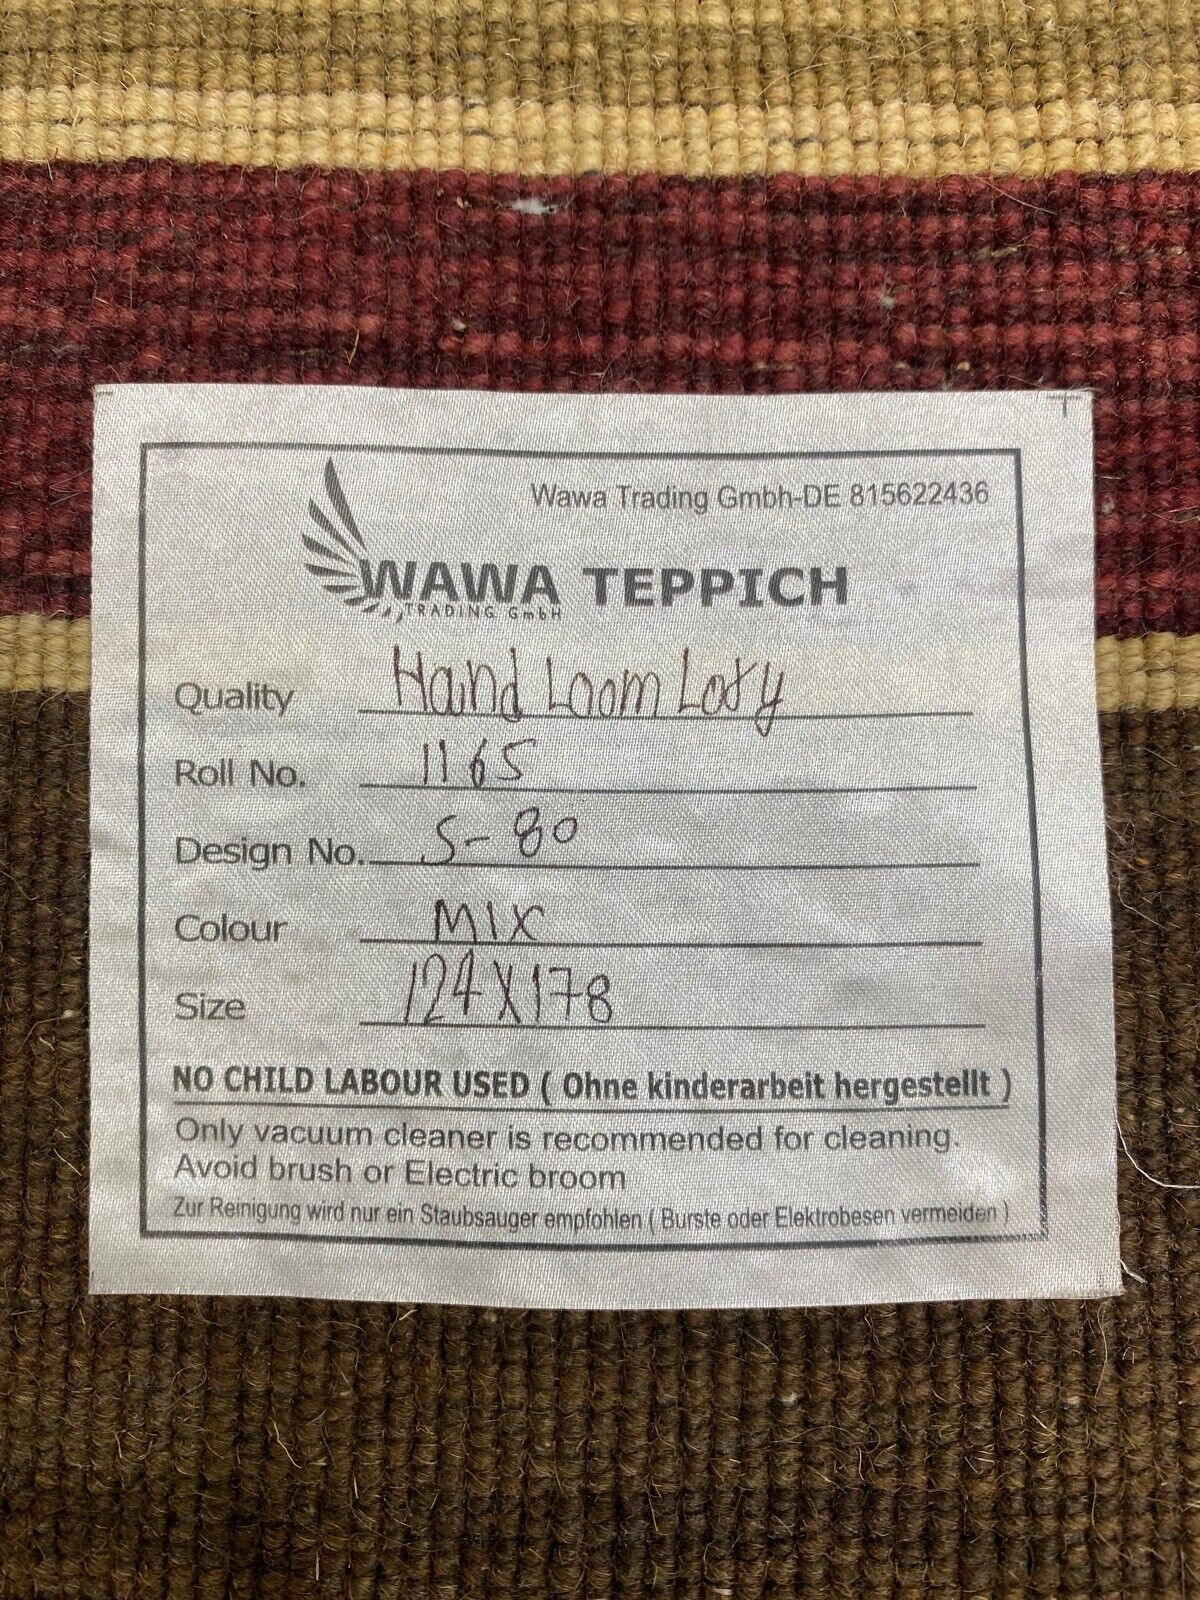 Wawa Trading Gmbh-DE 815622436
WAWA TEPPICH
TRADING GmbH
Quality Hand Loom Lory
Roll No. 1165
Design No. S-80
Colour MIX
Size 124X178
NO CHILD LABOUR USED ( Ohne kinderarbeit hergestellt )
Only vacuum cleaner is recommended for cleaning.
Avoid brush or Electric broom
Zur Reinigung wird nur ein Staubsauger empfohlen ( Burste oder Elektrobesen vermeiden )